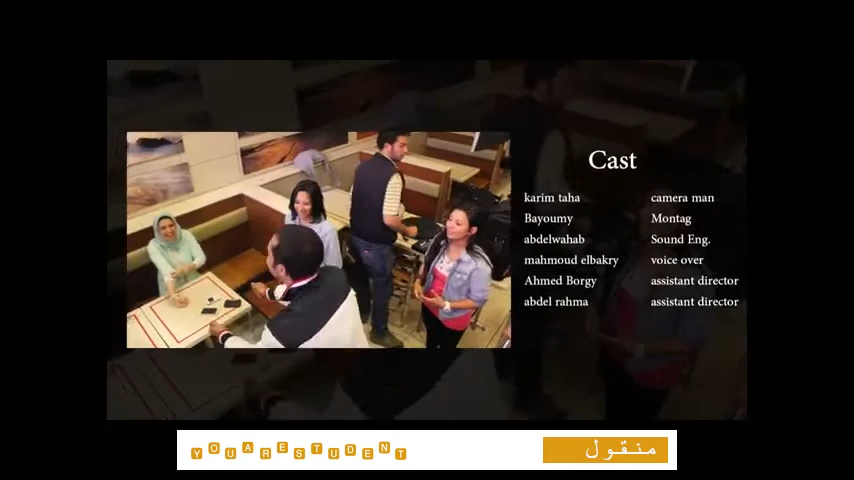 Cast
karim taha camera man
Bayoumy Montag
abdelwahab Sound Eng.
mahmoud elbakry voice over
Ahmed Borgy assistant director
abdel rahma assistant director
YOUARESTUDENT
منقول